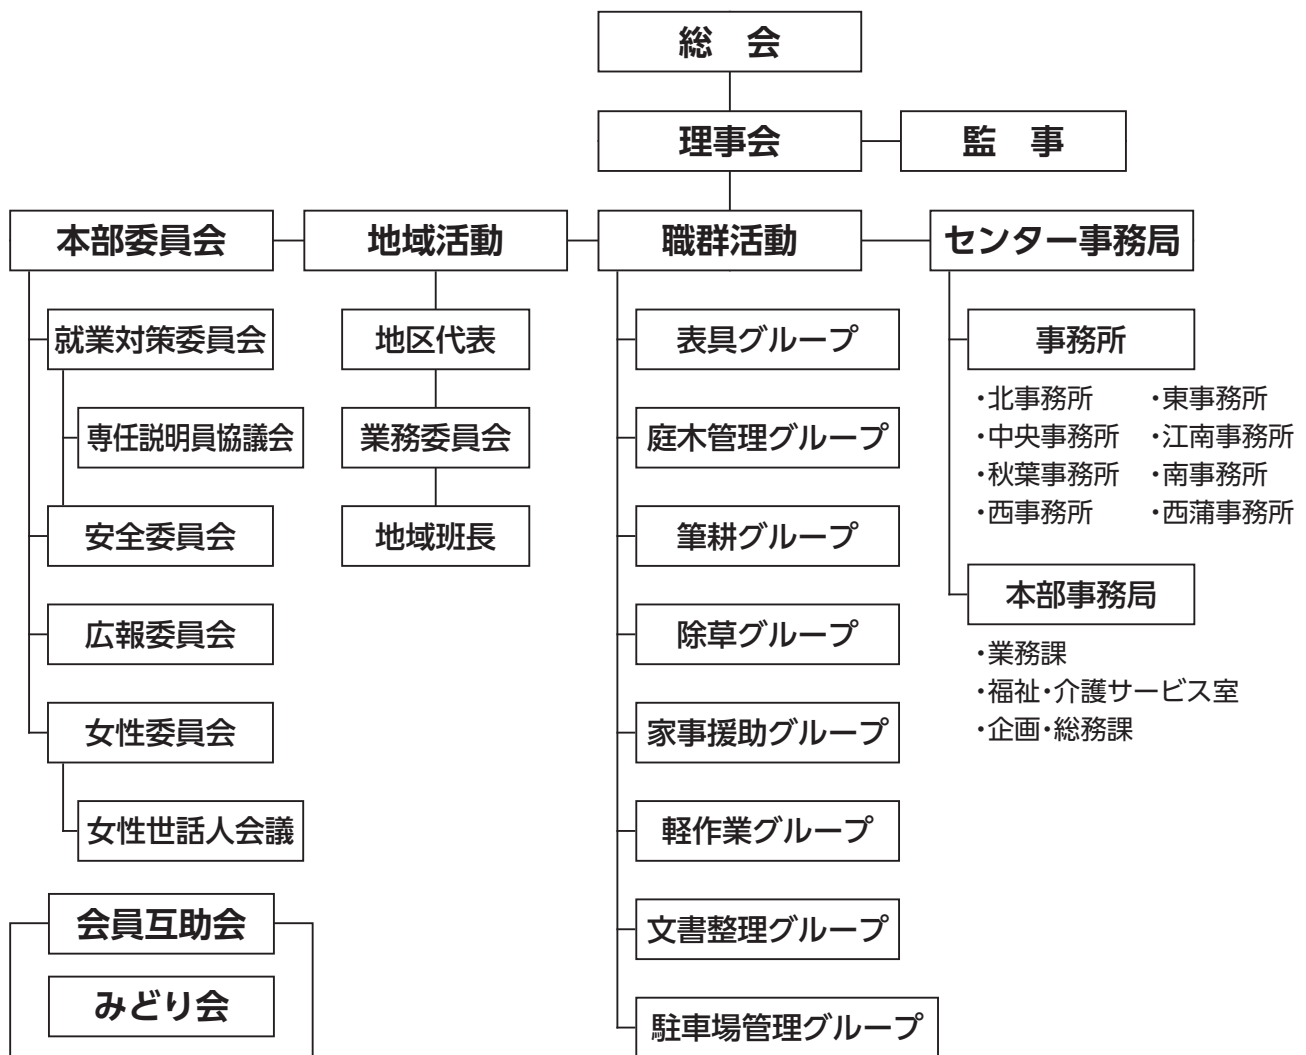 総　会
理事会
監　事
本部委員会
地域活動
職群活動
センター事務局
就業対策委員会
専任説明員協議会
安全委員会
広報委員会
女性委員会
女性世話人会議
会員互助会
みどり会
地区代表
業務委員会
地域班長
表具グループ
庭木管理グループ
筆耕グループ
除草グループ
家事援助グループ
軽作業グループ
文書整理グループ
駐車場管理グループ
事務所
・北事務所　・東事務所
・中央事務所　・江南事務所
・秋葉事務所　・南事務所
・西事務所　・西蒲事務所
本部事務局
・業務課
・福祉・介護サービス室
・企画・総務課